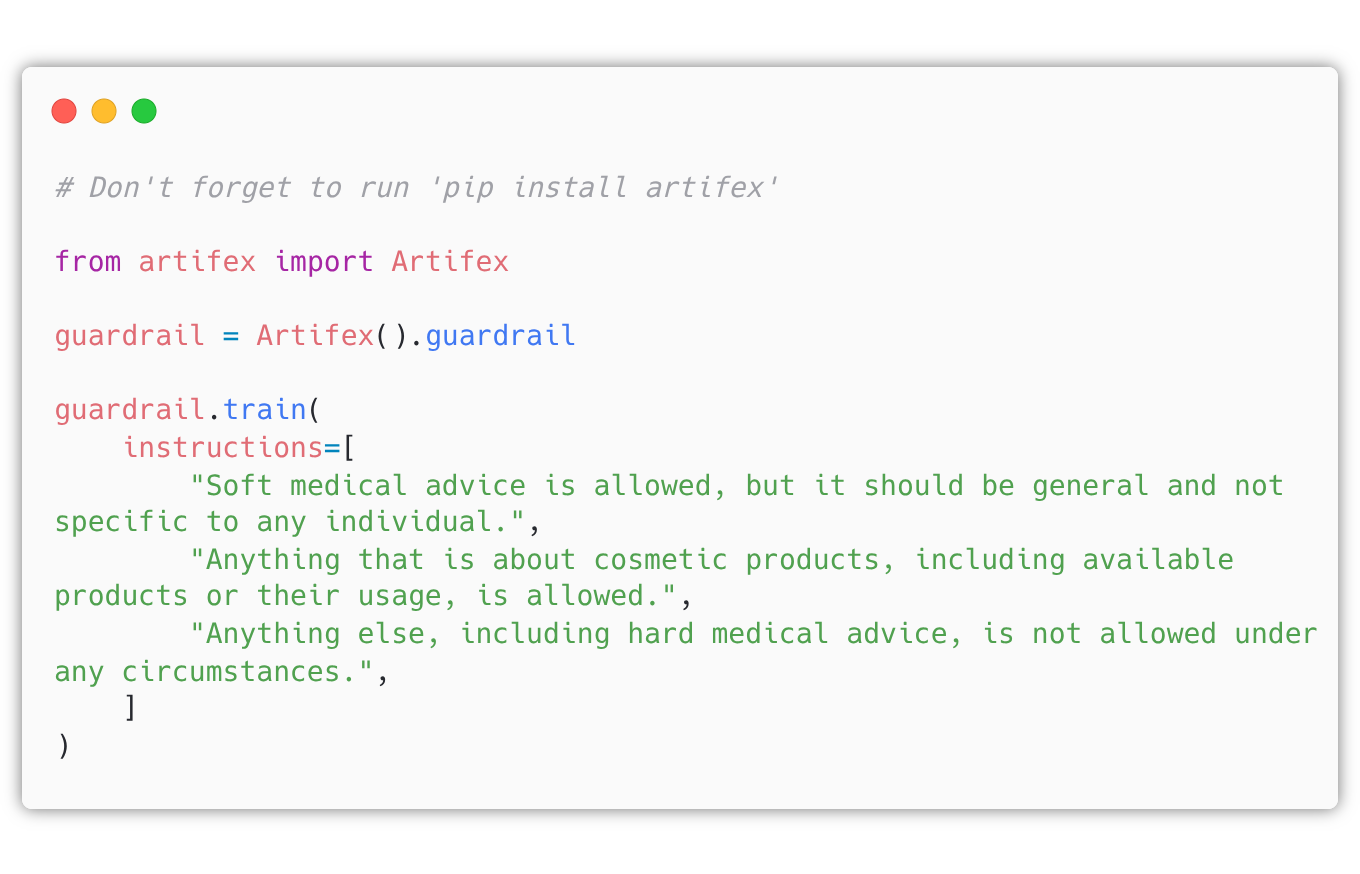 # Don't forget to run 'pip install artifex'
from artifex import Artifex
guardrail = Artifex().guardrail
guardrail.train(
    instructions=[
        "Soft medical advice is allowed, but it should be general and not
specific to any individual.",
        "Anything that is about cosmetic products, including available
products or their usage, is allowed.",
        "Anything else, including hard medical advice, is not allowed under
any circumstances.",
    ]
)